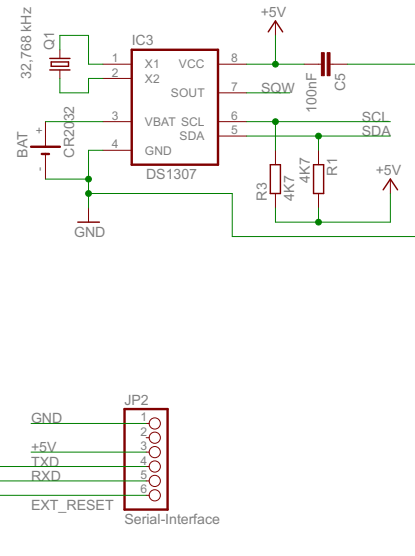 +5V
32,768 kHz
Q1
IC3
1 X1 VCC 8
2 X2
SOUT 7 SQW
100nF
C5
3 VBAT SCL 6 SCL
SDA 5 SDA
BAT
+
-
CR2032
4 GND
DS1307
R3
4K7
4K7
R1
+5V
GND
JP2
GND 1
2
+5V 3
TXD 4
RXD 5
6
EXT_RESET
Serial-Interface